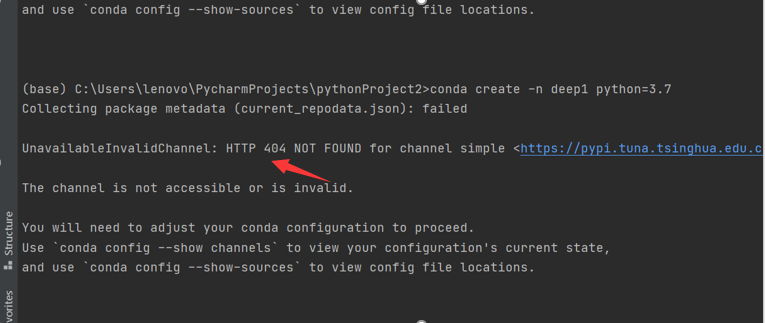 and use `conda config --show-sources` to view config file locations.
(base) C:\Users\lenovo\PycharmProjects\pythonProject2>conda create -n deep1 python=3.7
Collecting package metadata (current_repodata.json): failed
UnavailableInvalidChannel: HTTP 404 NOT FOUND for channel simple <https://pypi.tuna.tsinghua.edu.c
The channel is not accessible or is invalid.
You will need to adjust your conda configuration to proceed.
Use `conda config --show channels` to view your configuration's current state,
and use `conda config --show-sources` to view config file locations.
Structure
vorites